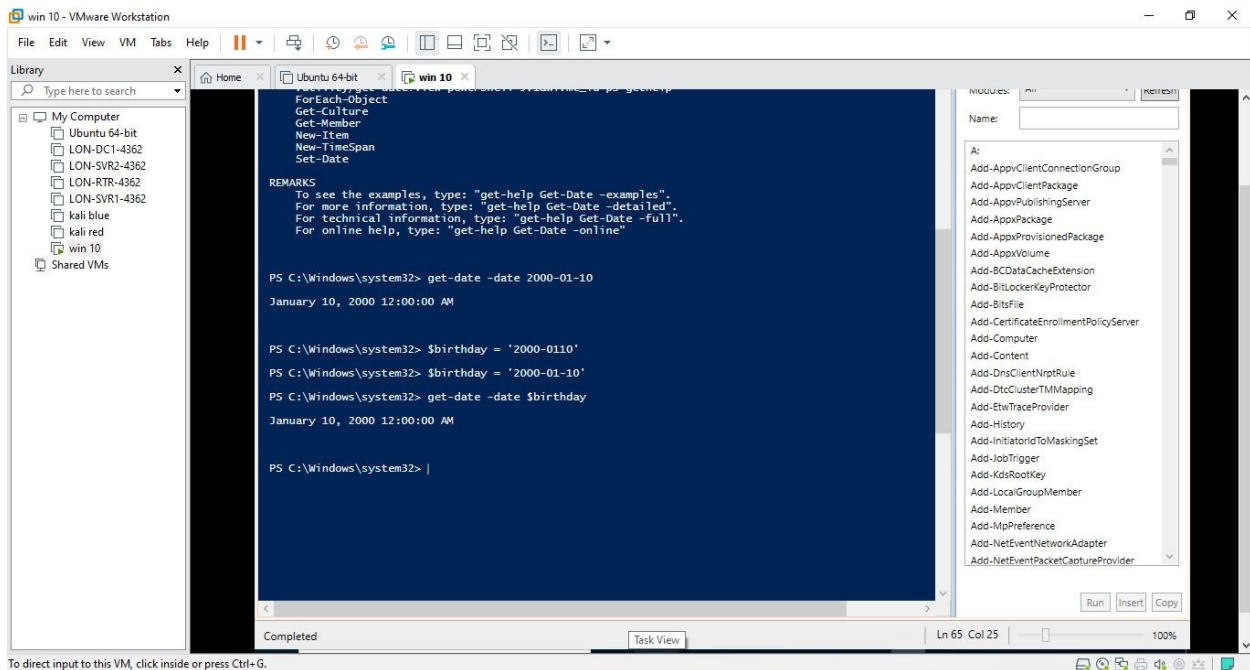 win 10 - VMware Workstation
File Edit View VM Tabs Help
Library
Type here to search
My Computer
Ubuntu 64-bit
LON-DC1-4362
LON-SVR2-4362
LON-RTR-4362
LON-SVR1-4362
kali blue
kali red
win 10
Shared VMs
Home
Ubuntu 64-bit
win 10
ForEach-Object
Get-Culture
Get-Member
New-Item
New-TimeSpan
Set-Date
REMARKS
To see the examples, type: "get-help Get-Date -examples".
For more information, type: "get-help Get-Date -detailed".
For technical information, type: "get-help Get-Date -full".
For online help, type: "get-help Get-Date -online"
PS C:\Windows\system32> get-date -date 2000-01-10
January 10, 2000 12:00:00 AM
PS C:\Windows\system32> $birthday = '2000-0110'
PS C:\Windows\system32> $birthday = '2000-01-10'
PS C:\Windows\system32> get-date -date $birthday
January 10, 2000 12:00:00 AM
PS C:\Windows\system32>
Completed
Task View
Ln 65 Col 25
100%
Modules: All Refresh
Name:
A:
Add-AppvClientConnectionGroup
Add-AppvClientPackage
Add-AppvPublishingServer
Add-AppxPackage
Add-AppxProvisionedPackage
Add-AppxVolume
Add-BCDataCacheExtension
Add-BitLockerKeyProtector
Add-BitsFile
Add-CertificateEnrollmentPolicyServer
Add-Computer
Add-Content
Add-DnsClientNrptRule
Add-DtcClusterTMMapping
Add-EtwTraceProvider
Add-History
Add-InitiatorIdToMaskingSet
Add-JobTrigger
Add-KdsRootKey
Add-LocalGroupMember
Add-Member
Add-MpPreference
Add-NetEventNetworkAdapter
Add-NetEventPacketCaptureProvider
Run Insert Copy
To direct input to this VM, click inside or press Ctrl+G.